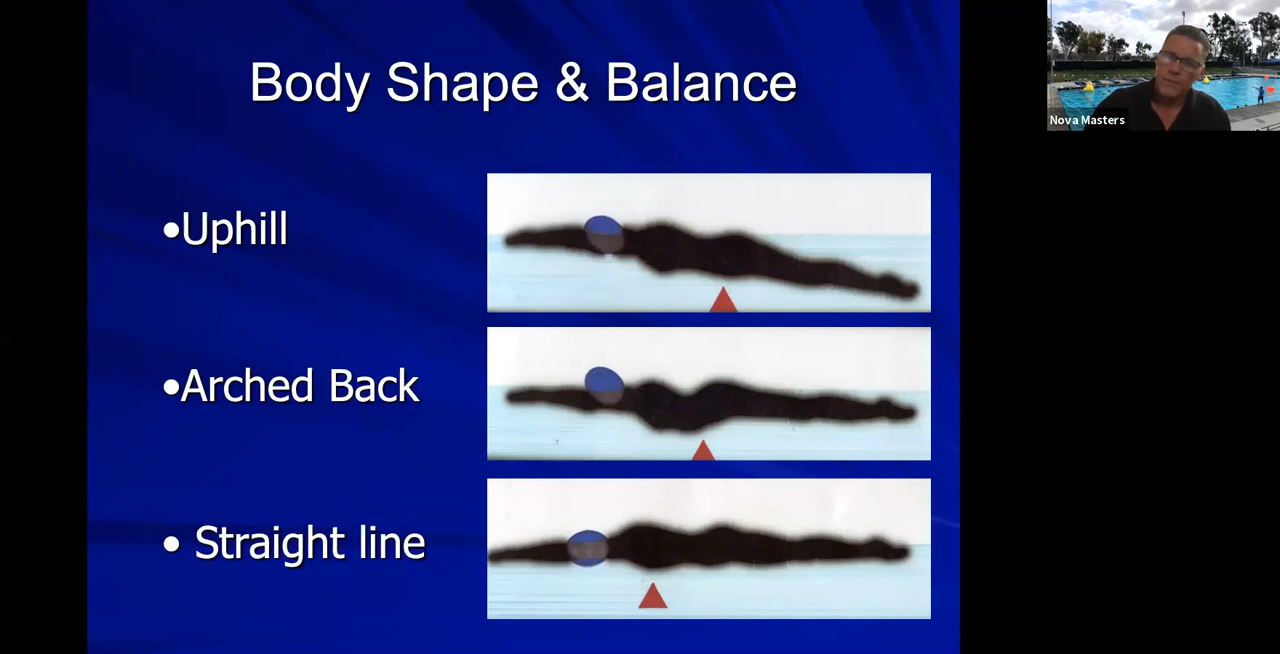 Body Shape & Balance
Nova Masters
•Uphill
•Arched Back
• Straight line